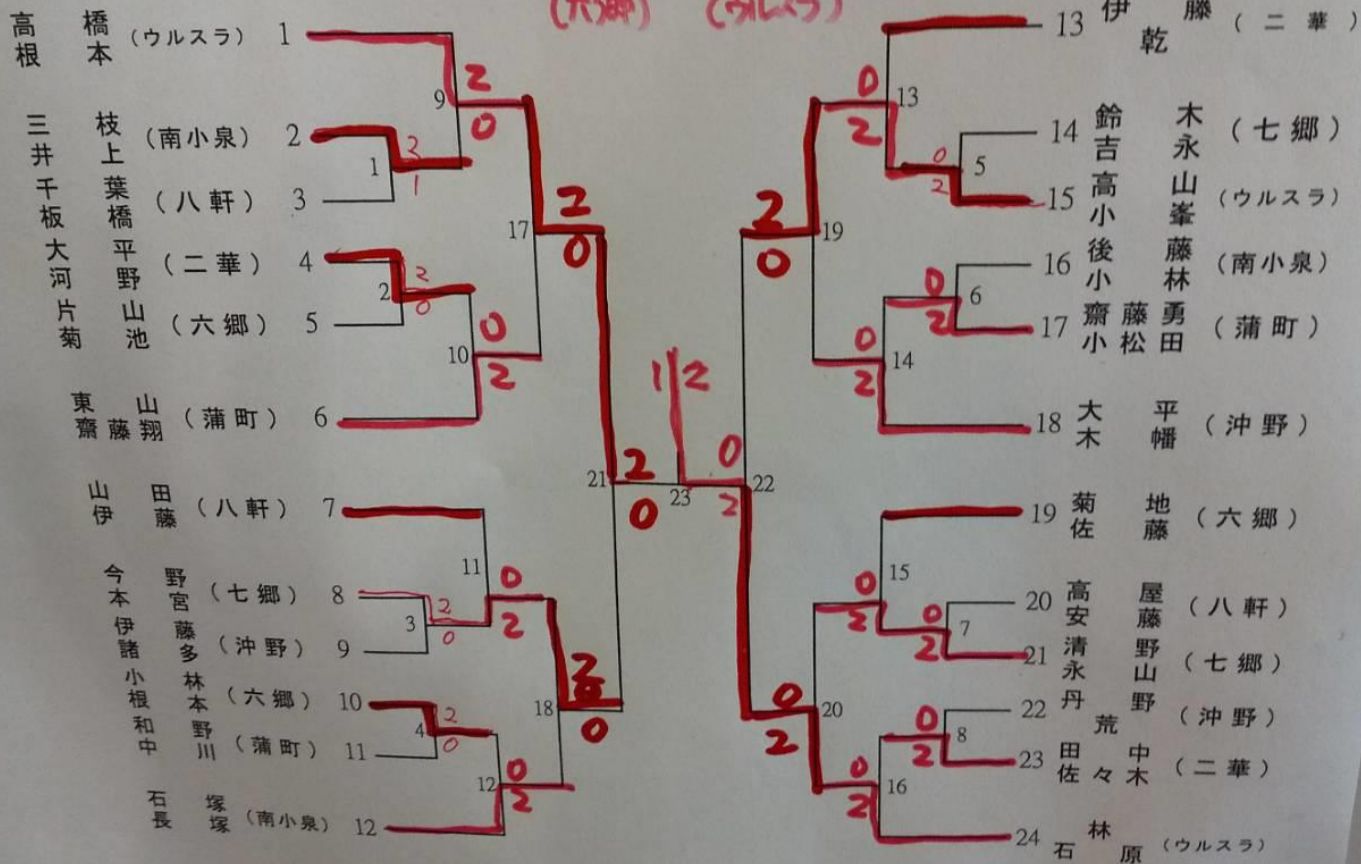 (六郷) (ウルスラ)
高橋
根本 (ウルスラ) 1
三枝
井上 (南小泉) 2
千葉
板橋 (八軒) 3
大平
河野 (二華) 4
片山
菊池 (六郷) 5
東山
齋藤翔 (蒲町) 6
山田
伊藤 (八軒) 7
今野
本宮 (七郷) 8
伊藤
諸多 (沖野) 9
小林
根本 (六郷) 10
和野
中川 (蒲町) 11
石塚
長塚 (南小泉) 12
9 2 0
1 2 1
2 2 0
10 0 2
17 2 0
11 0 2
3 2 0
4 2 0
12 0 2
18 2 0
21 2 0
1 2
23
0 2 22
2 0 19
0 2 13
0 2 5
0 2 6
0 2 14
0 2 15
0 2 7
0 2 20
0 2 8
0 2 16
13 伊藤
乾 (二華)
14 鈴木
吉永 (七郷)
15 高山
小峯 (ウルスラ)
16 後藤
小林 (南小泉)
17 齋藤勇
小松田 (蒲町)
18 大平
木幡 (沖野)
19 菊地
佐藤 (六郷)
20 高屋
安藤 (八軒)
21 清野
永山 (七郷)
22 丹野
荒 (沖野)
23 田中
佐々木 (二華)
24 林
石原 (ウルスラ)